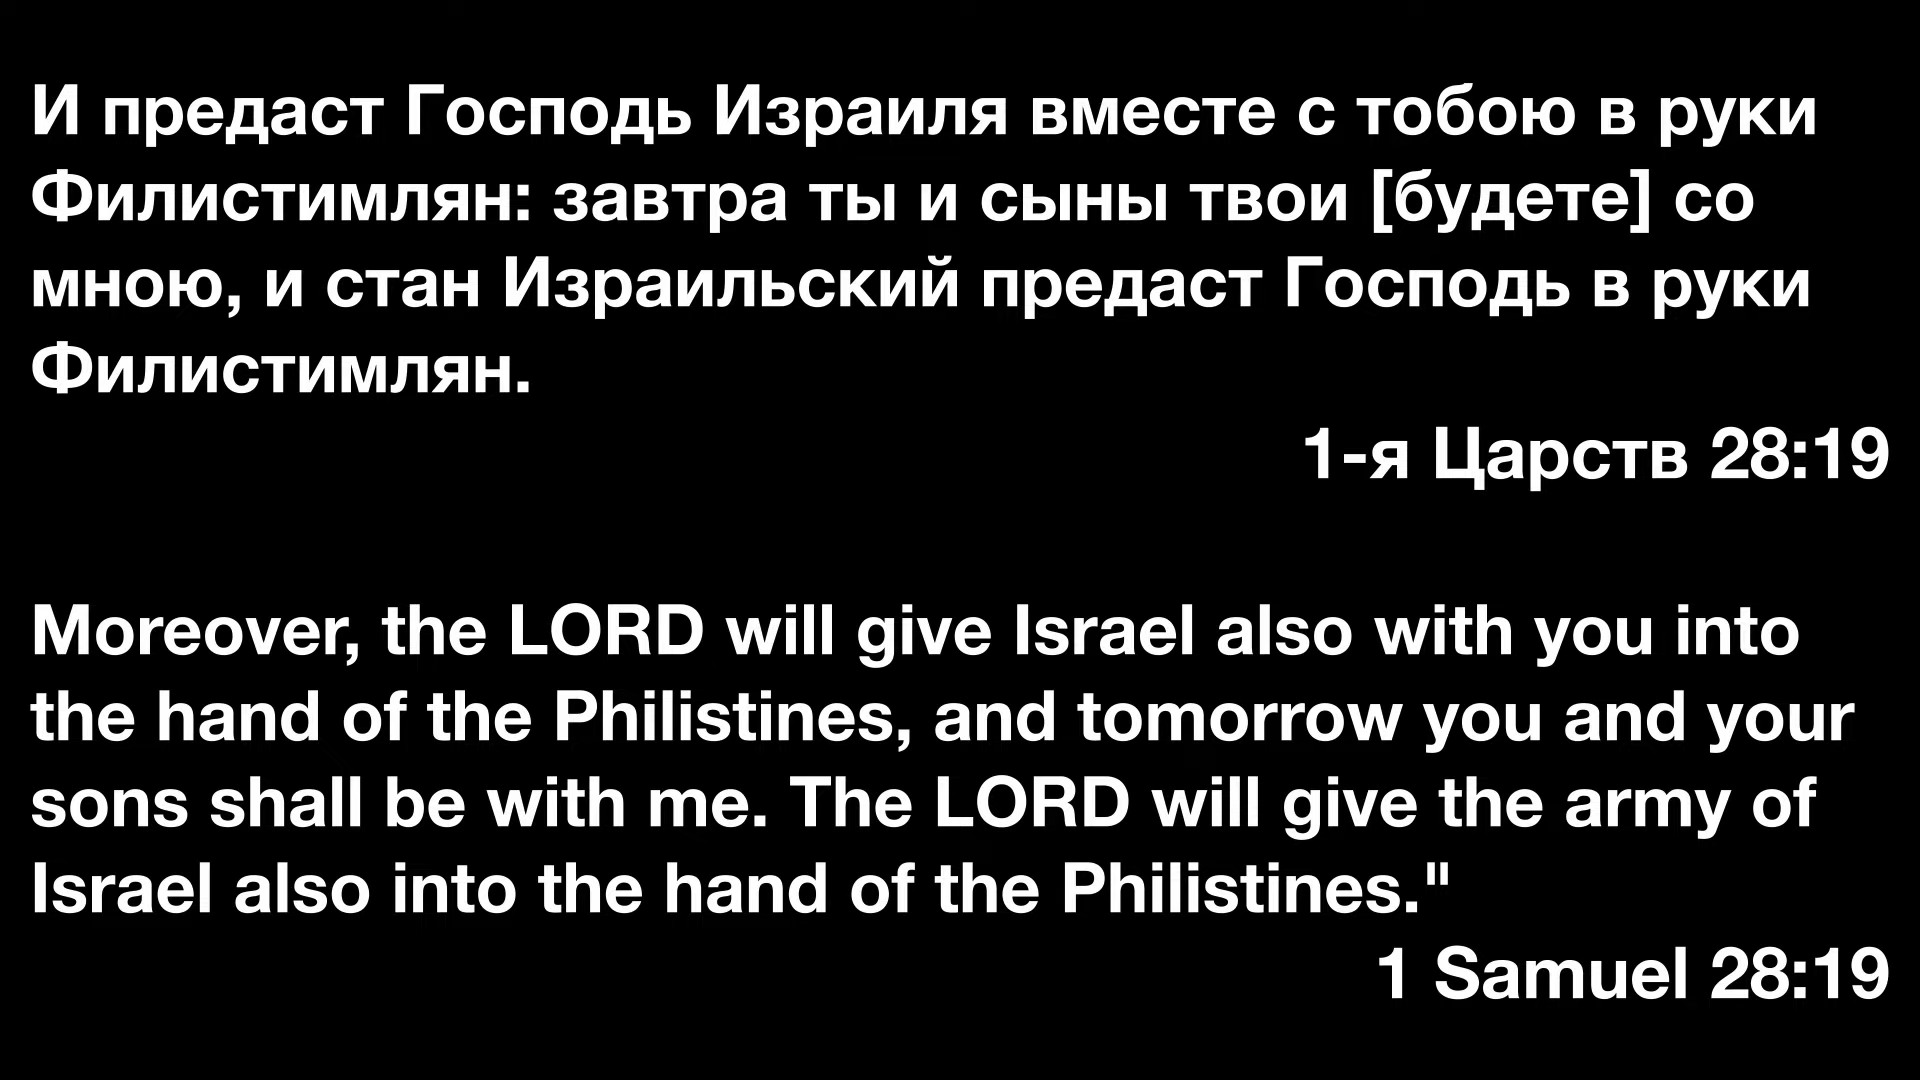 И предаст Господь Израиля вместе с тобою в руки
Филистимлян: завтра ты и сыны твои [будете] со
мною, и стан Израильский предаст Господь в руки
Филистимлян.
1-я Царств 28:19
Moreover, the LORD will give Israel also with you into
the hand of the Philistines, and tomorrow you and your
sons shall be with me. The LORD will give the army of
Israel also into the hand of the Philistines."
1 Samuel 28:19